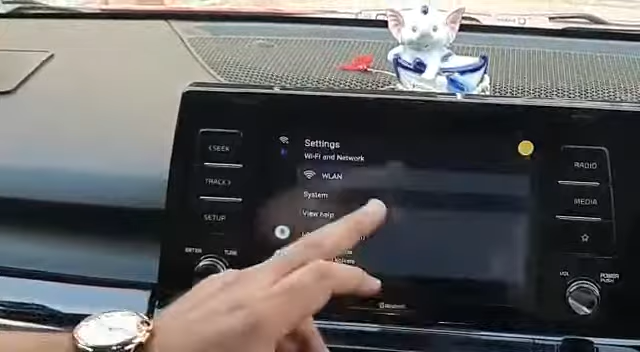 Settings
Wi-Fi and Network
WLAN
System
View help
< SEEK
TRACK >
SETUP
ENTER
TUNE
RADIO
MEDIA
VOL
POWER
PUSH